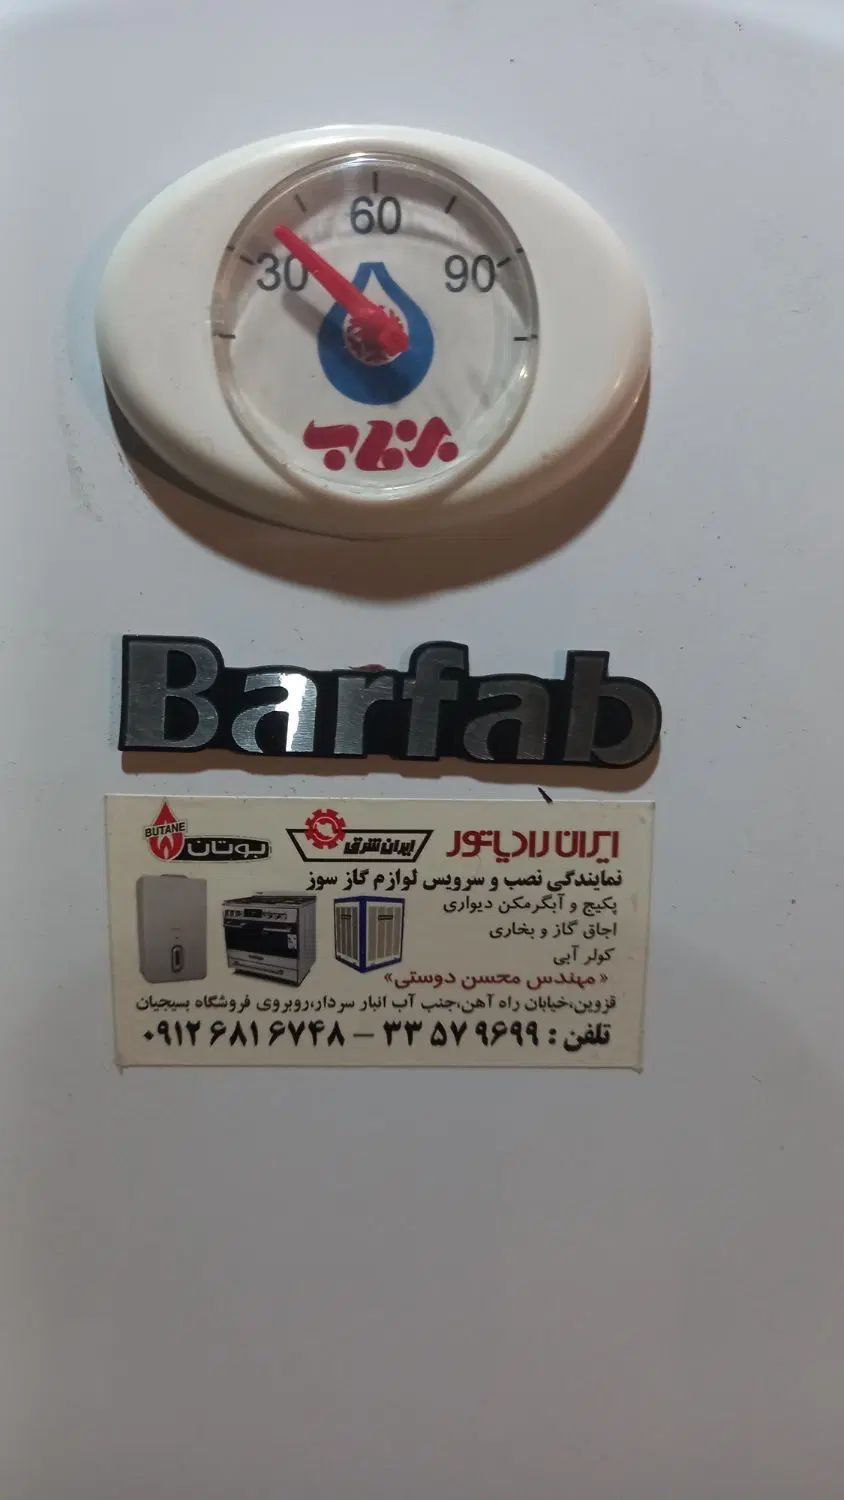 60
30 90
برفاب
Barfab
BUTANE بوتان ایران شرق ایران رادیاتور
نمایندگی نصب و سرویس لوازم گاز سوز
پکیج و آبگرمکن دیواری
اجاق گاز و بخاری
کولر آبی
«مهندس محسن دوستی»
قزوین،خیابان راه آهن،جنب آب انبار سردار،روبروی فروشگاه بسیجیان
تلفن : ۳۳۵۷۹۶۹۹ – ۰۹۱۲۶۸۱۶۷۴۸